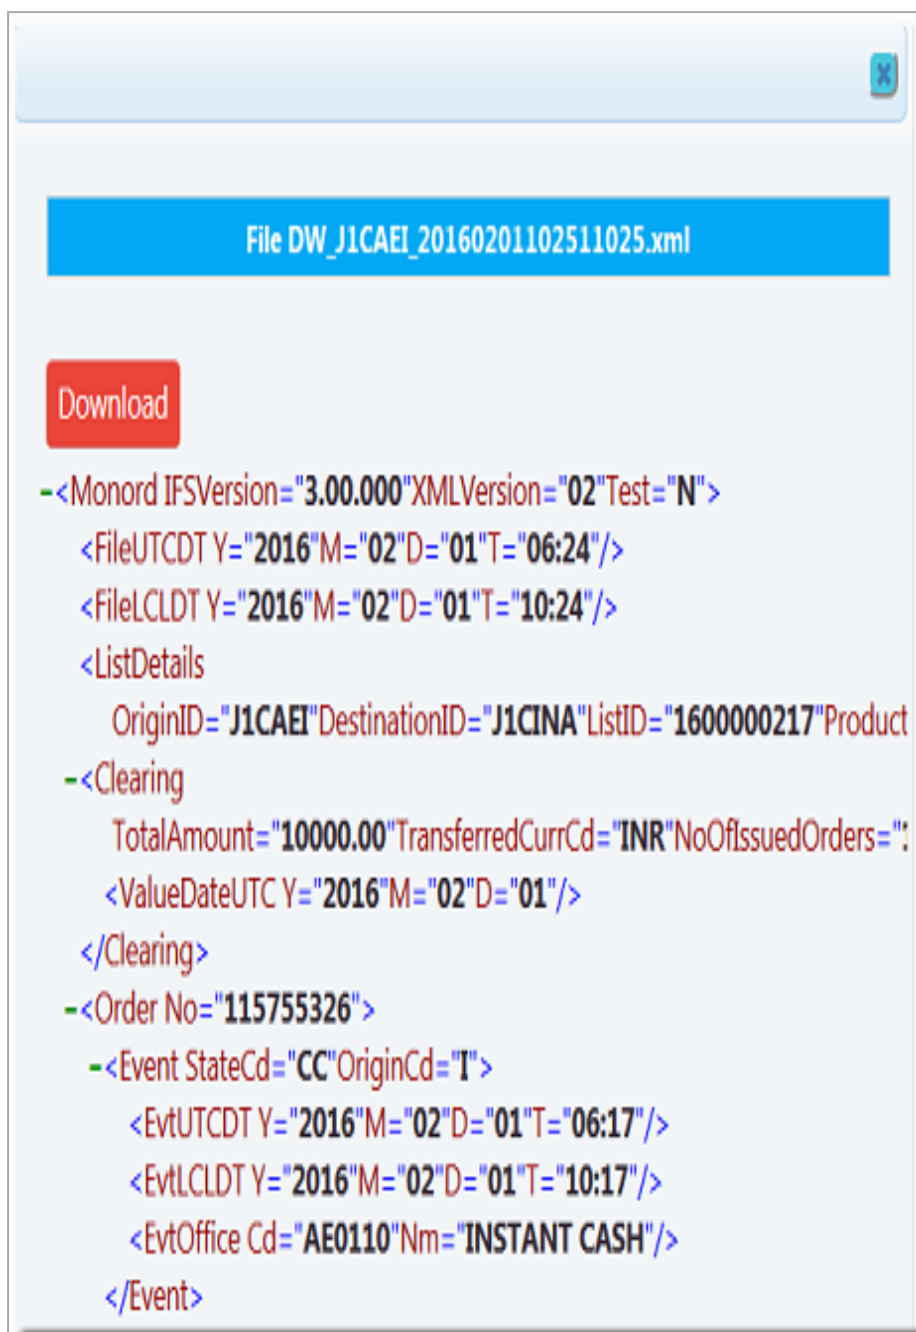 x
File DW_J1CAEI_20160201102511025.xml
Download
-<Monord IFSVersion="3.00.000"XMLVersion="02"Test="N">
<FileUTCDT Y="2016"M="02"D="01"T="06:24"/>
<FileLCLDT Y="2016"M="02"D="01"T="10:24"/>
<ListDetails
OriginID="J1CAEI"DestinationID="J1CINA"ListID="1600000217"Product
-<Clearing
TotalAmount="10000.00"TransferredCurrCd="INR"NoOfIssuedOrders="
<ValueDateUTC Y="2016"M="02"D="01"/>
</Clearing>
-<Order No="115755326">
-<Event StateCd="CC"OriginCd="I">
<EvtUTCDT Y="2016"M="02"D="01"T="06:17"/>
<EvtLCLDT Y="2016"M="02"D="01"T="10:17"/>
<EvtOffice Cd="AE0110"Nm="INSTANT CASH"/>
</Event>